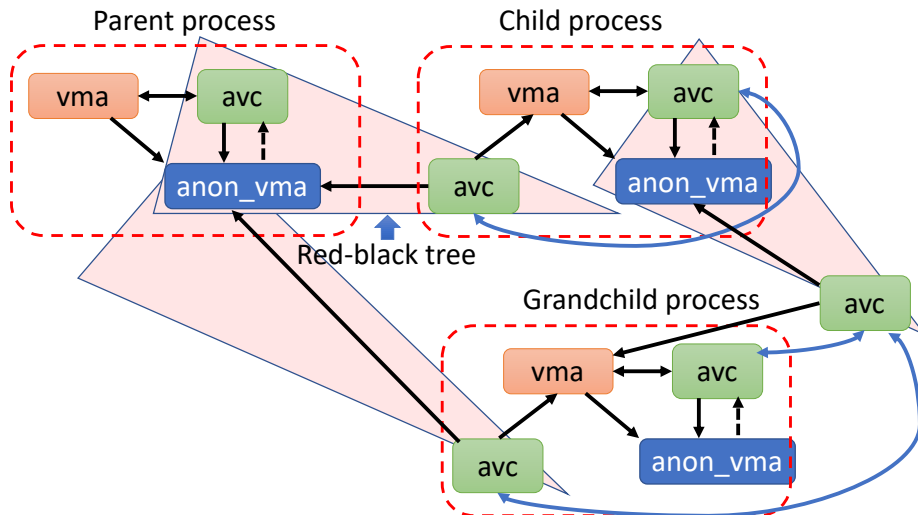 Parent process
Child process
vma
avc
vma
avc
anon_vma
avc
anon_vma
Red-black tree
Grandchild process
avc
vma
avc
avc
anon_vma